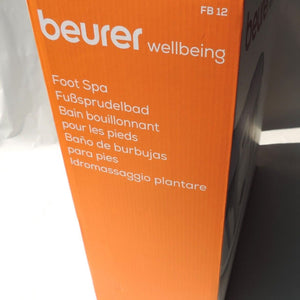 FB 12
beurer wellbeing
Foot Spa
Fußsprudelbad
Bain bouillonnant
pour les pieds
Baño de burbujas
para pies
Idromassaggio plantare
beurer